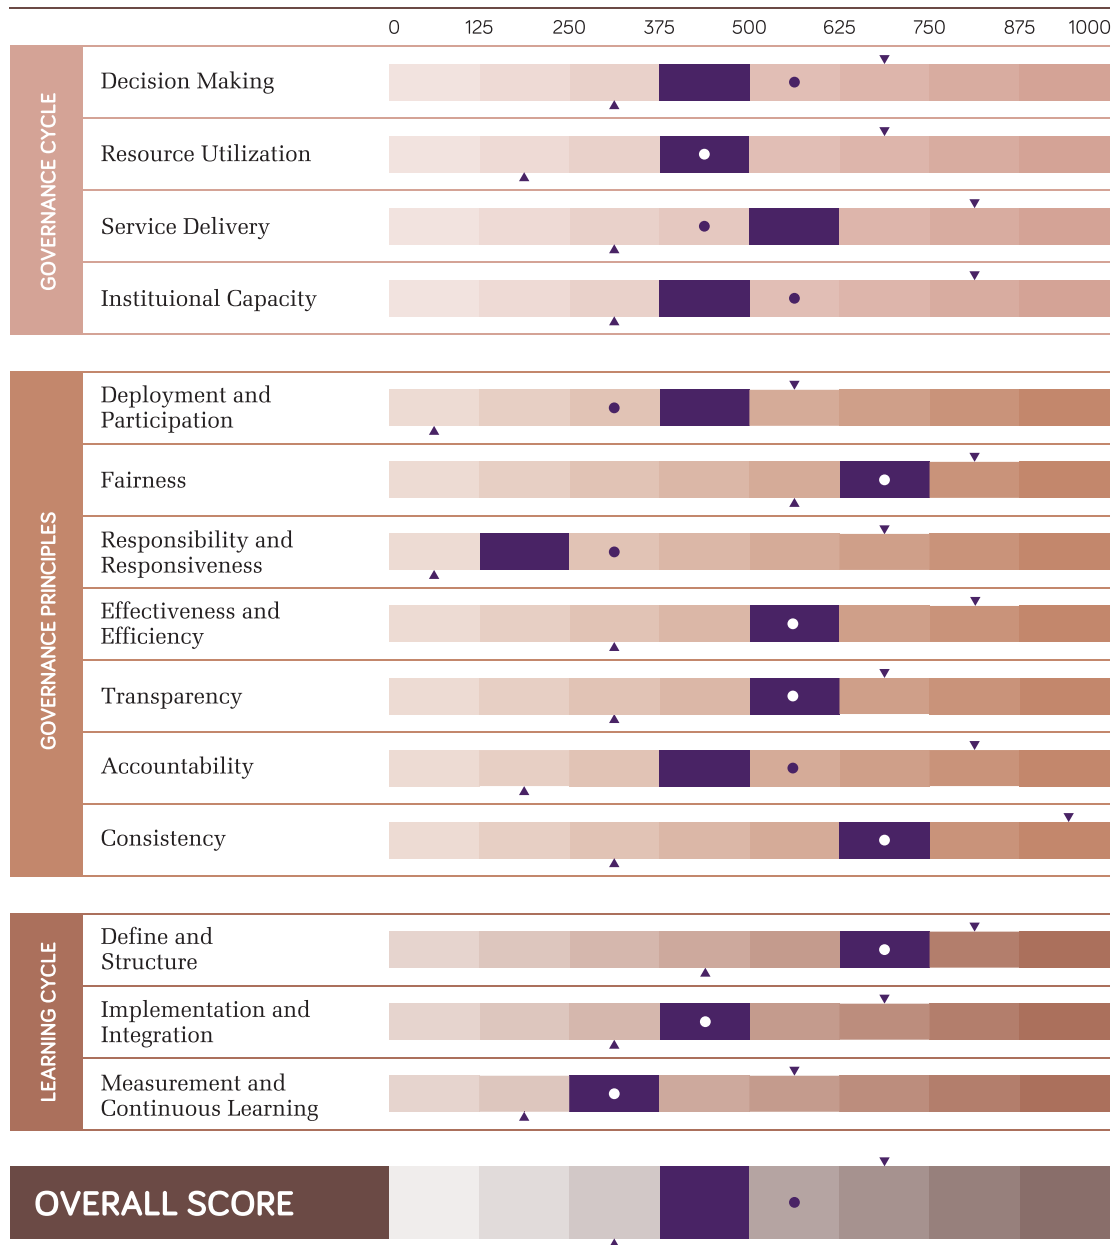 0 125 250 375 500 625 750 875 1000
GOVERNANCE CYCLE
Decision Making
Resource Utilization
Service Delivery
Instituional Capacity
GOVERNANCE PRINCIPLES
Deployment and
Participation
Fairness
Responsibility and
Responsiveness
Effectiveness and
Efficiency
Transparency
Accountability
Consistency
LEARNING CYCLE
Define and
Structure
Implementation and
Integration
Measurement and
Continuous Learning
OVERALL SCORE